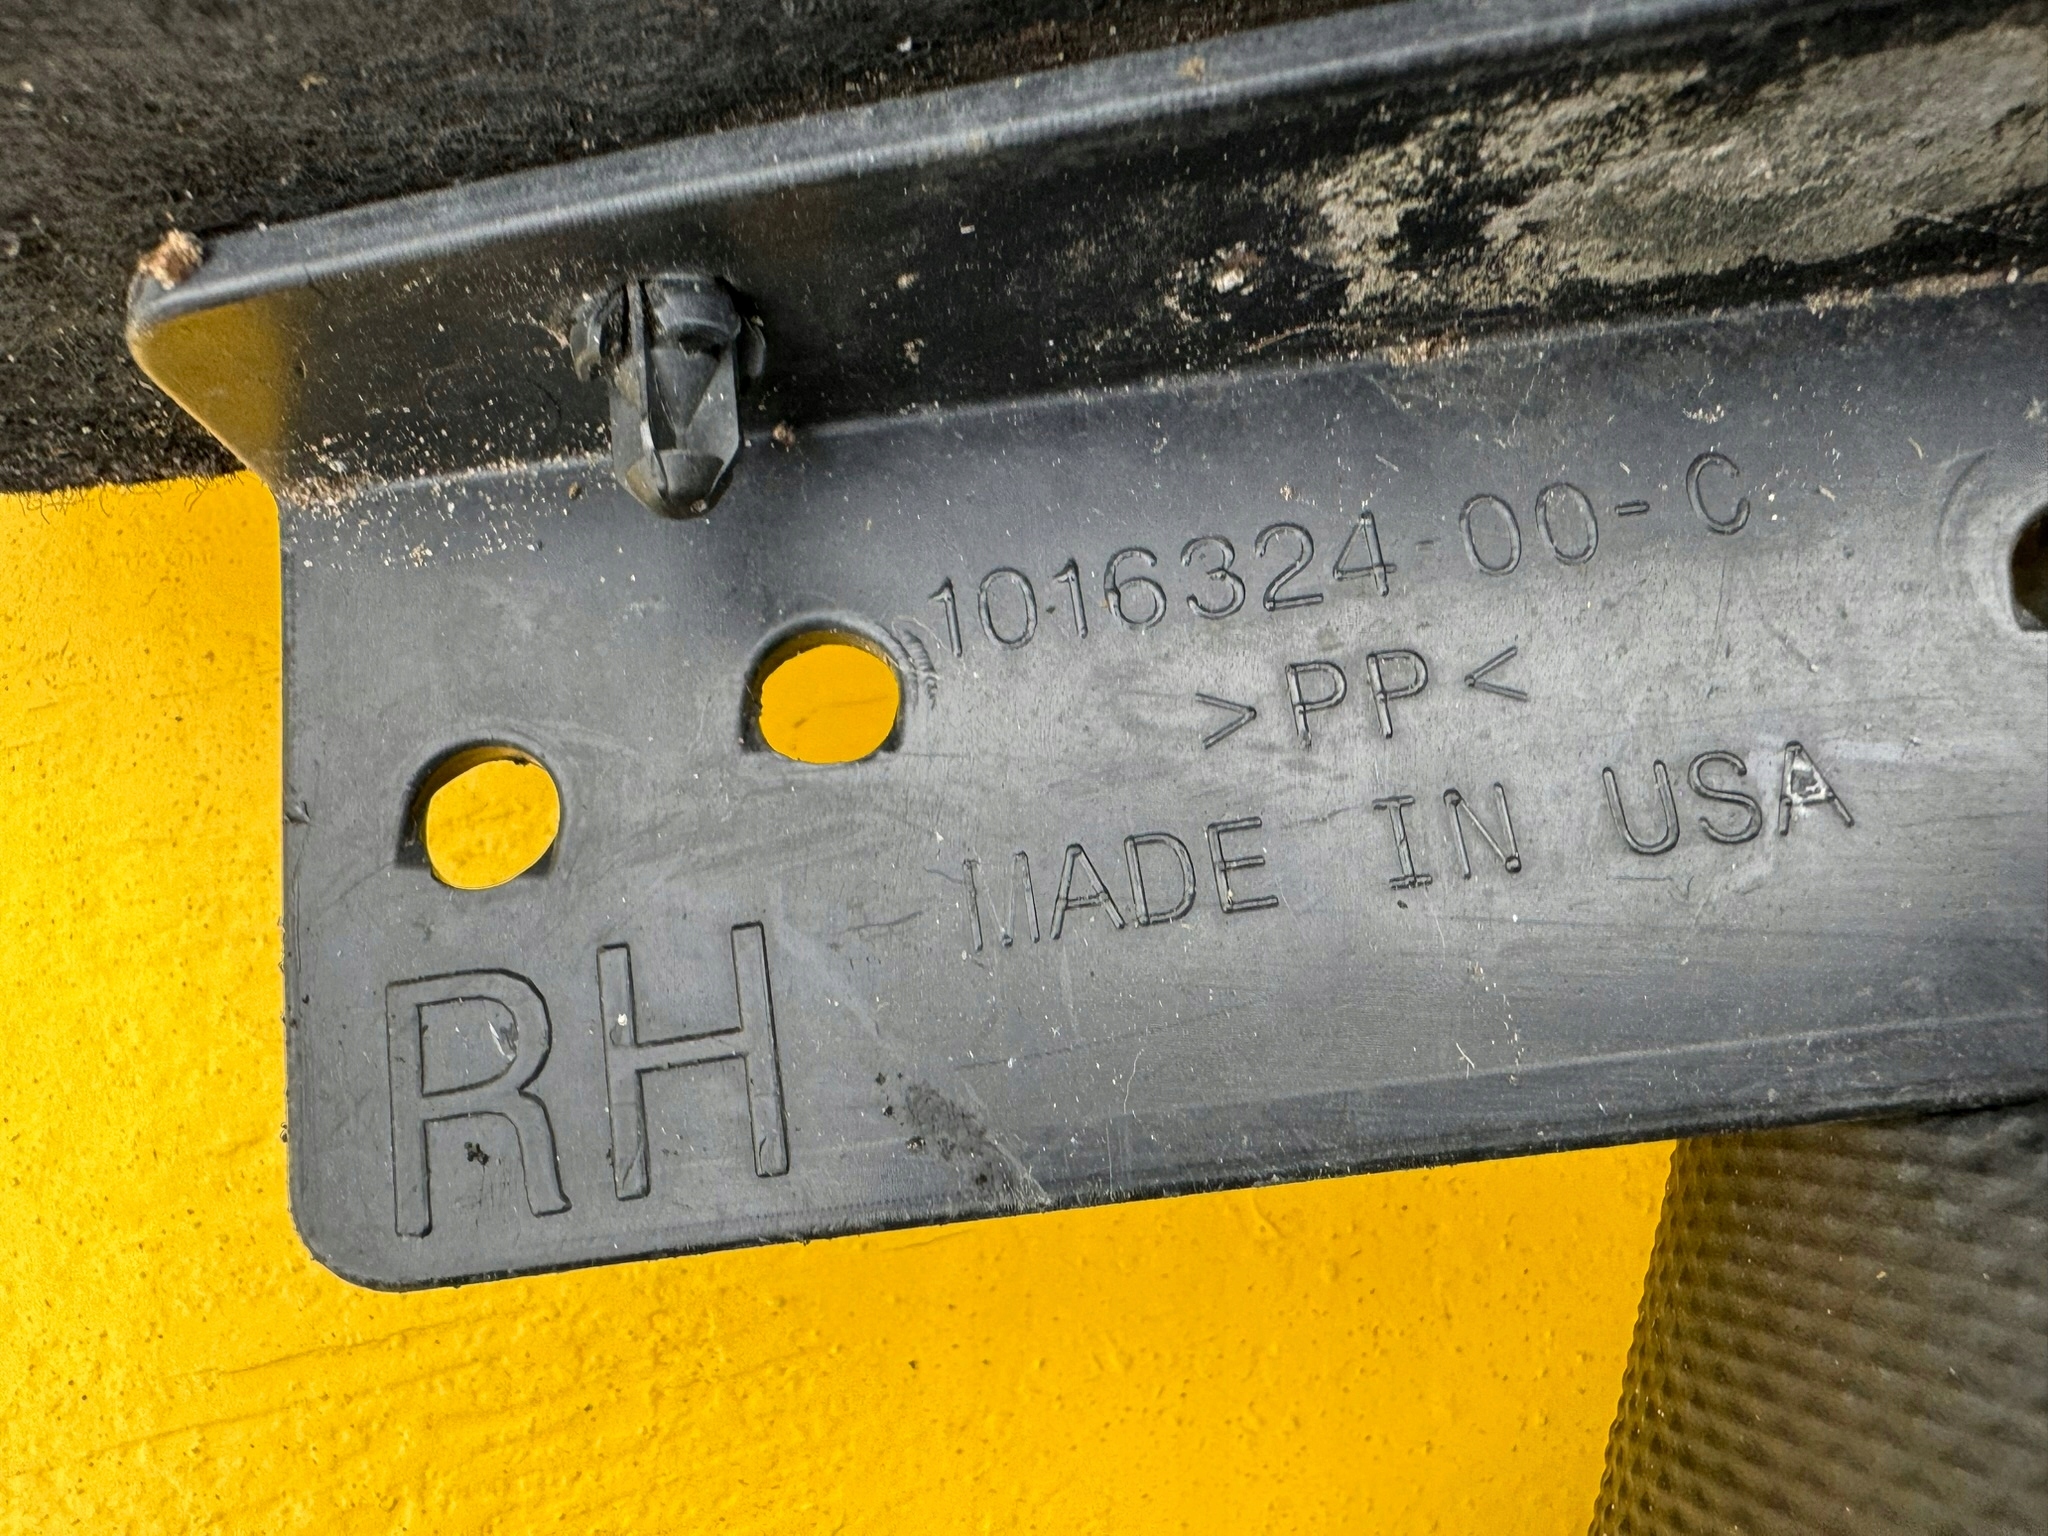 1016324-00-C
>PP<
MADE IN USA
RH